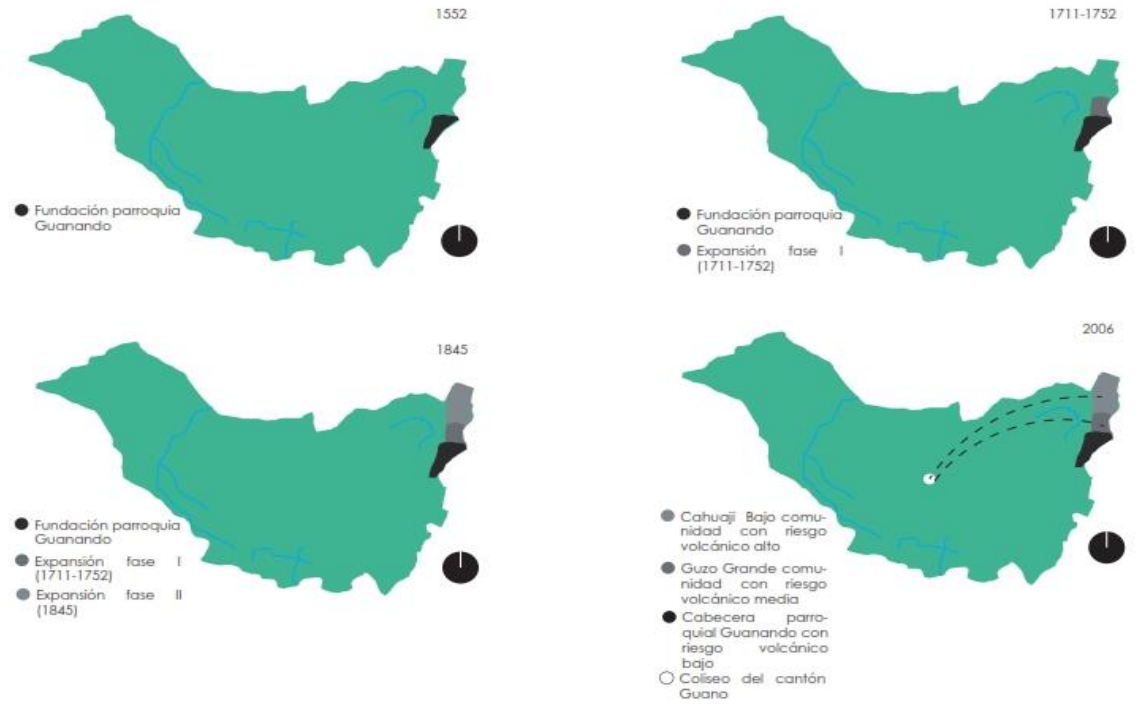 1552
Fundación parroquia
Guanando
1711-1752
Fundación parroquia
Guanando
Expansión fase I
(1711-1752)
1845
Fundación parroquia
Guanando
Expansión fase I
(1711-1752)
Expansión fase II
(1845)
2006
Cahuají Bajo comu-
nidad con riesgo
volcánico alto
Guzo Grande comu-
nidad con riesgo
volcánico media
Cabecera parro-
quial Guanando con
riesgo volcánico
bajo
Coliseo del cantón
Guano